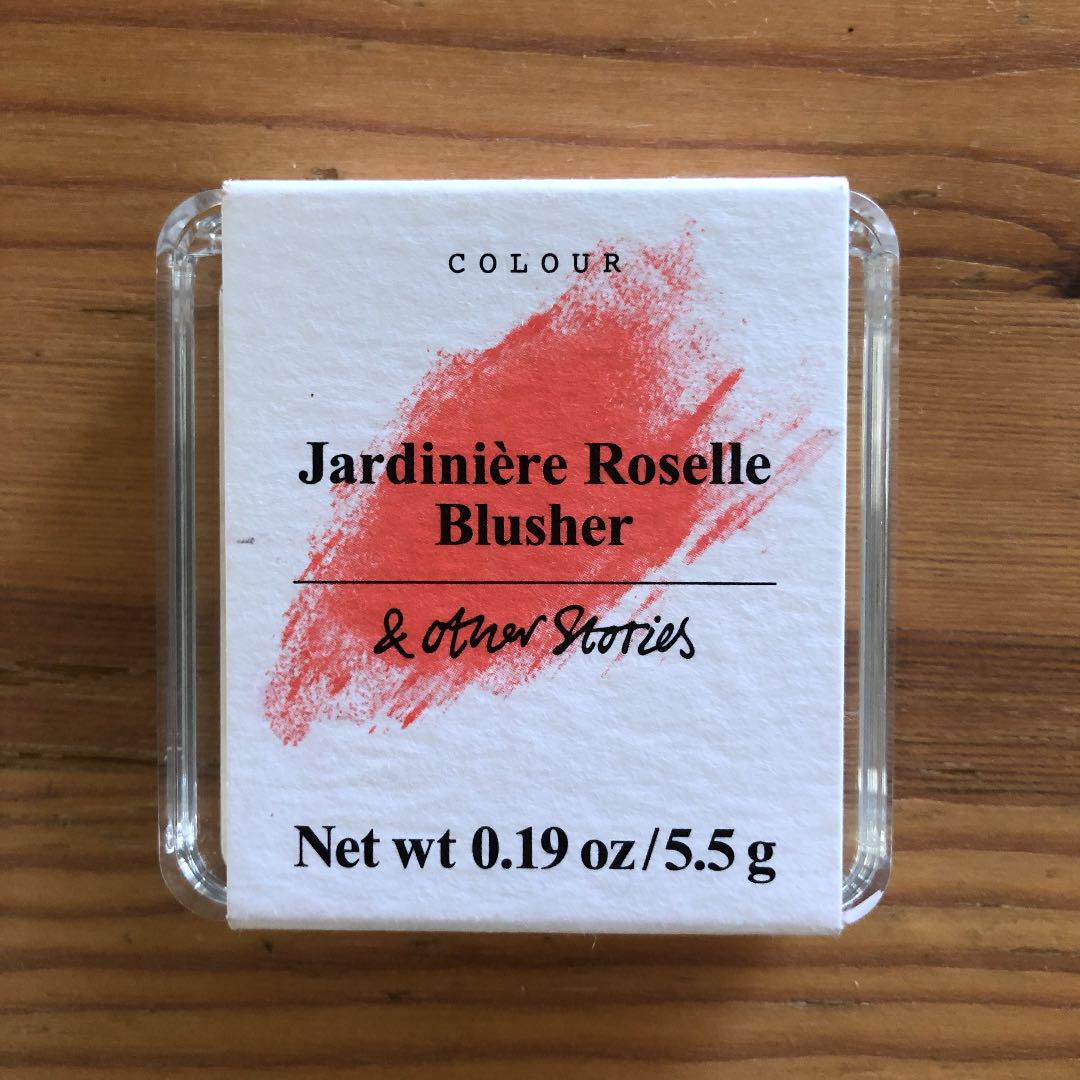 COLOUR
Jardinière Roselle
Blusher
& other Stories
Net wt 0.19 oz/5.5 g